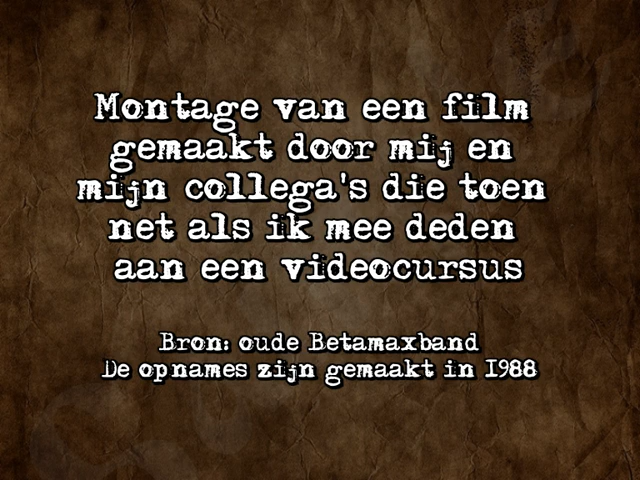 Montage van een film
gemaakt door mij en
mijn collega's die toen
net als ik mee deden
aan een videocursus
Bron: oude Betamaxband
De opnames zijn gemaakt in 1988